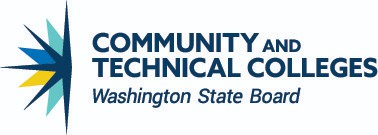 COMMUNITY AND
TECHNICAL COLLEGES
Washington State Board